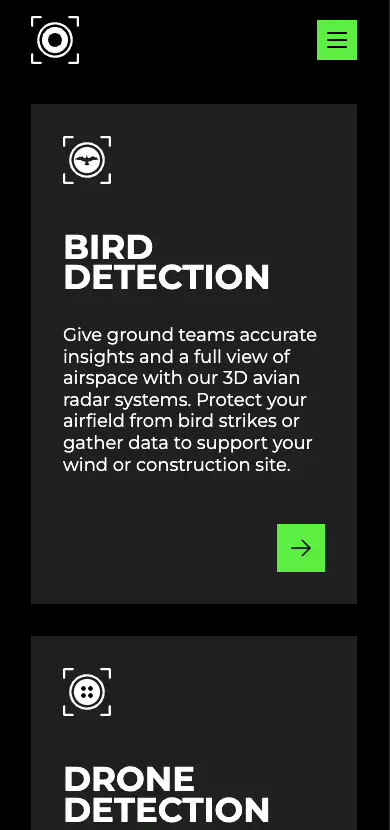 BIRD
DETECTION
Give ground teams accurate
insights and a full view of
airspace with our 3D avian
radar systems. Protect your
airfield from bird strikes or
gather data to support your
wind or construction site.
DRONE
DETECTION